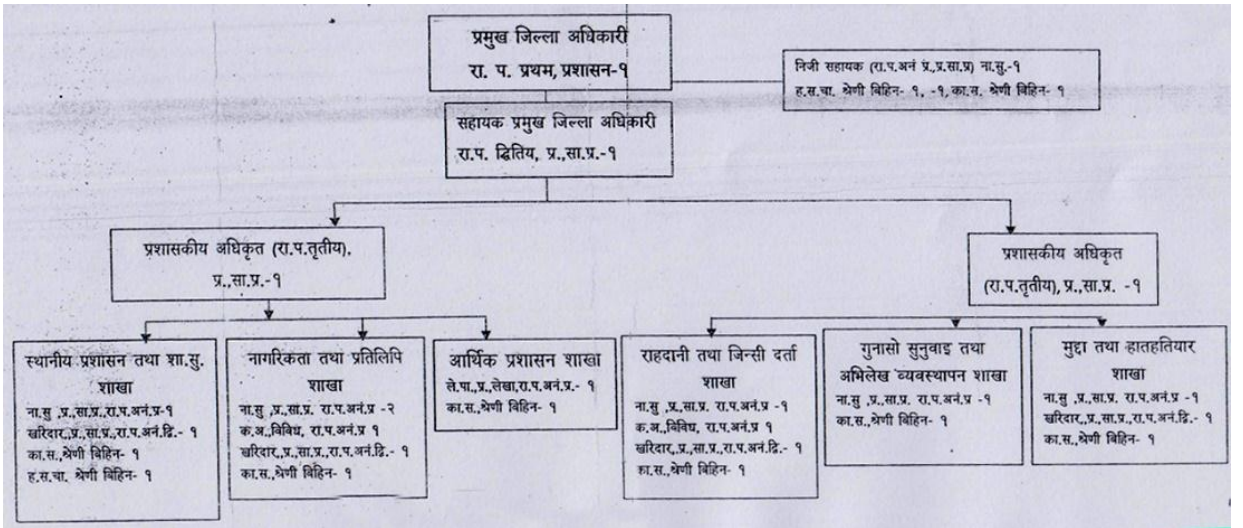 प्रमुख जिल्ला अधिकारी
रा. प. प्रथम, प्रशासन-१
निजी सहायक (रा.प.अनं प्रं.,प्र.सा.प्र) ना.सु.-१
ह.स.चा. श्रेणी बिहिन- १, -१,का.स. श्रेणी बिहिन- १
सहायक प्रमुख जिल्ला अधिकारी
रा.प. द्धितिय, प्र.,सा.प्र.-१
प्रशासकीय अधिकृत (रा.प.तृतीय).
प्र.,सा.प्र.-१
प्रशासकीय अधिकृत
(रा.प.तृतीय), प्र.,सा.प्र. -१
स्थानीय प्रशासन तथा शा.सु.
शाखा
ना.सु ,प्र.,सा.प्र.,रा.प.अनं.प्र-१
खरिदार,,प्र.,सा.प्र.,रा.प.अनं.द्वि.- १
का.स.,श्रेणी बिहिन- १
ह.स.चा. श्रेणी बिहिन- १
नागरिकता तथा प्रतिलिपि
शाखा
ना.सु ,प्र.,सा.प्र. रा.प.अनं.प्र -२
क.अ.,विविध, रा.प.अनं.प्र १
खरिदार,,प्र.,सा.प्र.,रा.प.अनं.द्वि.- १
का.स.,श्रेणी बिहिन- १
आर्थिक प्रशासन शाखा
ले.पा.,प्र.,लेखा,रा.प.अनं.प्र.- १
का.स.,श्रेणी बिहिन- १
राहदानी तथा जिन्सी दर्ता
शाखा
ना.सु ,प्र.,सा.प्र. रा.प.अनं.प्र -१
क.अ.,विविध, रा.प.अनं.प्र १
खरिदार,,प्र.,सा.प्र.,रा.प.अनं.द्वि.- १
का.स.,श्रेणी बिहिन- १
गुनासो सुनुवाइ तथा
अभिलेख व्यवस्थापन शाखा
ना.सु ,प्र.,सा.प्र. रा.प.अनं.प्र -१
का.स.,श्रेणी बिहिन- १
मुद्दा तथा हातहतियार
शाखा
ना.सु ,प्र.,सा.प्र. रा.प.अनं.प्र -१
खरिदार,,प्र.,सा.प्र.,रा.प.अनं.द्वि.- १
का.स.,श्रेणी बिहिन- १